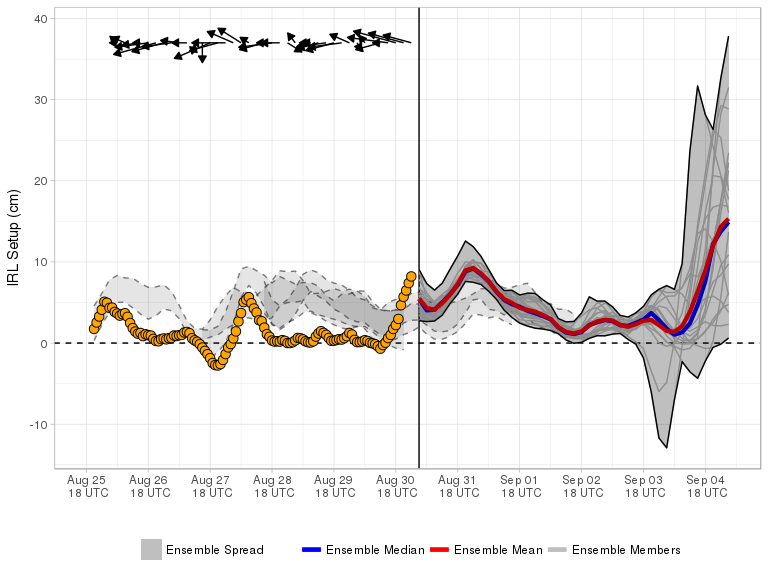 40
30
20
10
0
-10
IRL Setup (cm)
Aug 25 Aug 26 Aug 27 Aug 28 Aug 29 Aug 30 Aug 31 Sep 01 Sep 02 Sep 03 Sep 04
18 UTC 18 UTC 18 UTC 18 UTC 18 UTC 18 UTC 18 UTC 18 UTC 18 UTC 18 UTC 18 UTC
Ensemble Spread Ensemble Median Ensemble Mean Ensemble Members